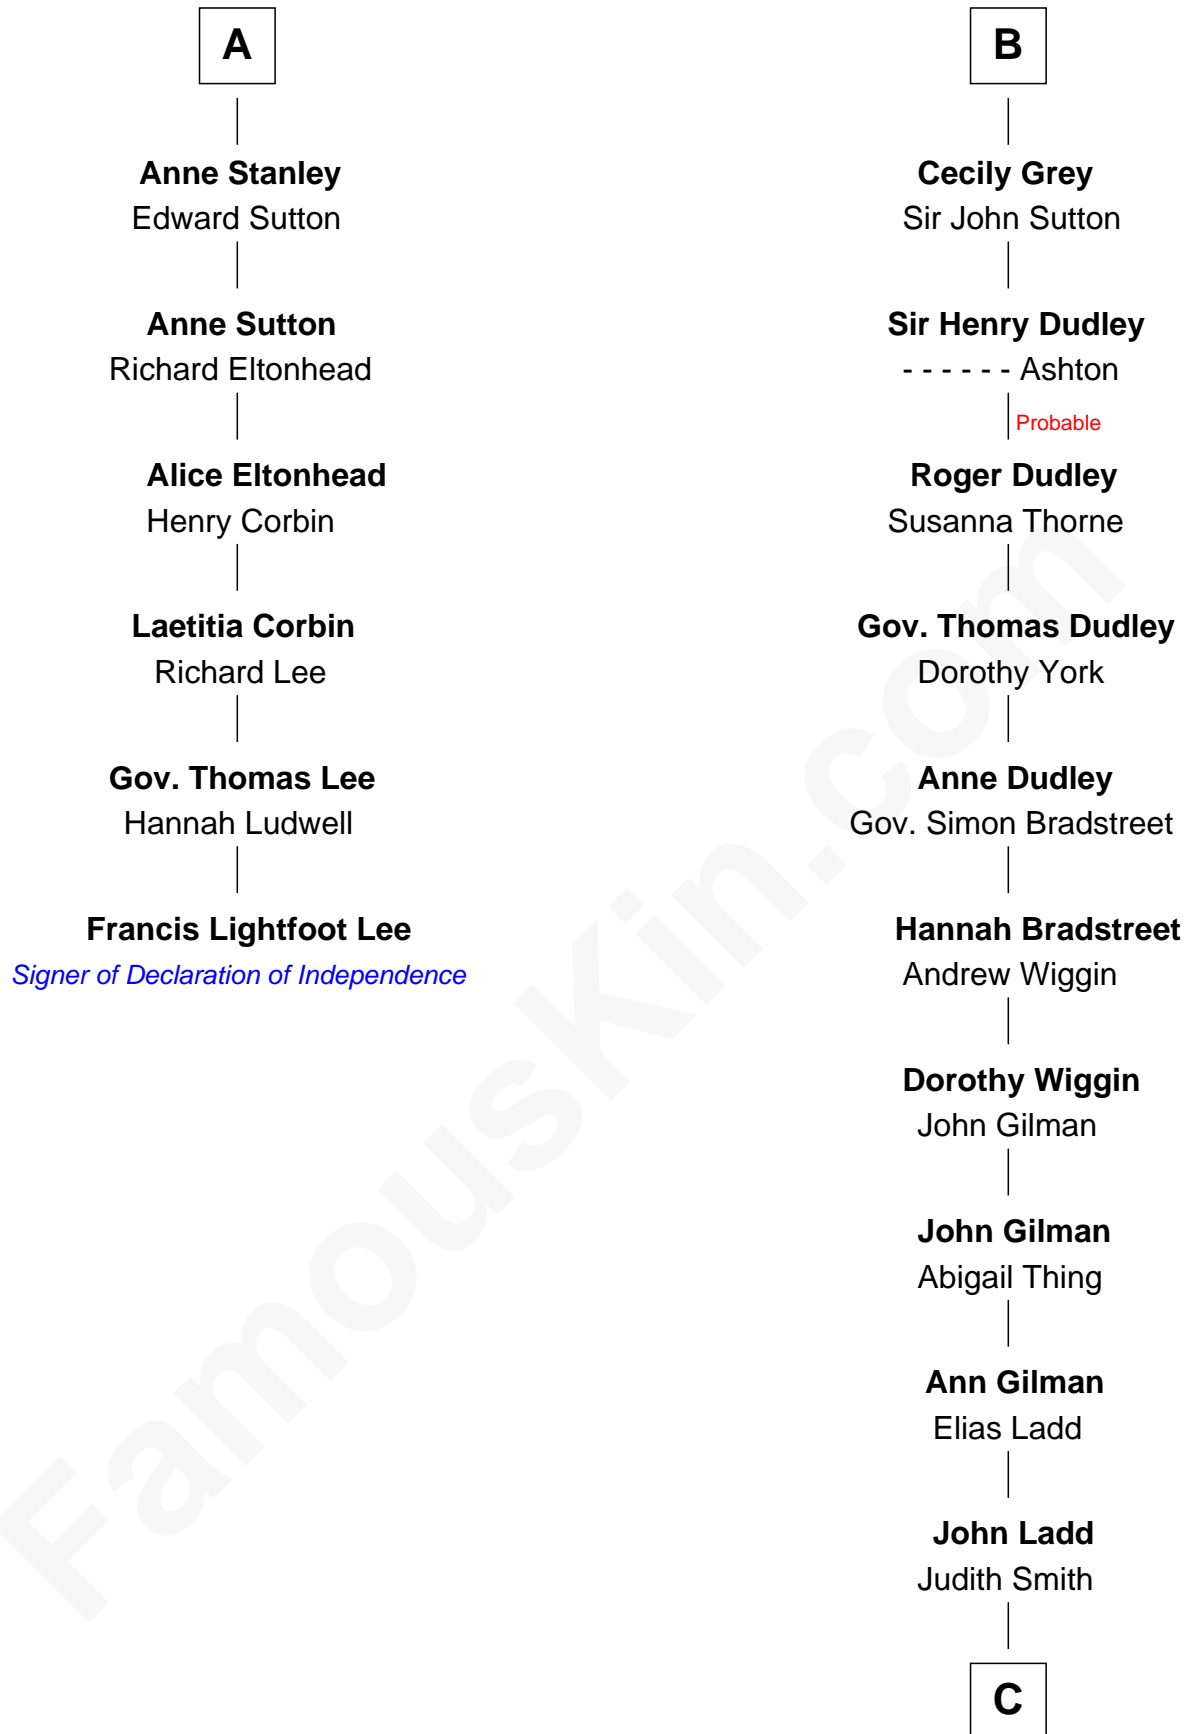 A
Anne Stanley
Edward Sutton
Anne Sutton
Richard Eltonhead
Alice Eltonhead
Henry Corbin
Laetitia Corbin
Richard Lee
Gov. Thomas Lee
Hannah Ludwell
Francis Lightfoot Lee
Signer of Declaration of Independence
B
Cecily Grey
Sir John Sutton
Sir Henry Dudley
- - - - - - Ashton
Probable
Roger Dudley
Susanna Thorne
Gov. Thomas Dudley
Dorothy York
Anne Dudley
Gov. Simon Bradstreet
Hannah Bradstreet
Andrew Wiggin
Dorothy Wiggin
John Gilman
John Gilman
Abigail Thing
Ann Gilman
Elias Ladd
John Ladd
Judith Smith
C
FamousKin.com